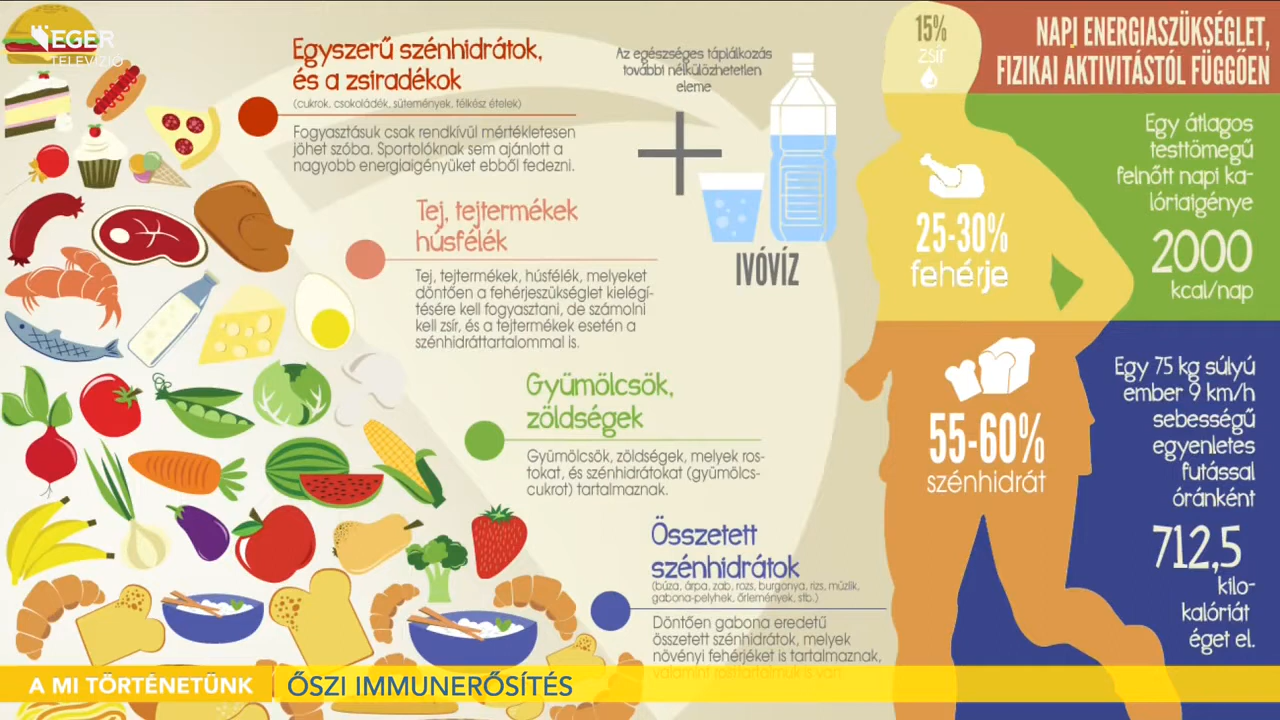 EGER
TELEVÍZIÓ
Egyszerű szénhidrátok,
és a zsiradékok
(cukrok, csokoládék, sütemények, félkész ételek)
Fogyasztásuk csak rendkívül mértékletesen
jöhet szóba. Sportolóknak sem ajánlott a
nagyobb energiaigényüket ebből fedezni.
Tej, tejtermékek
húsfélék
Tej, tejtermékek, húsfélék, melyeket
döntően a fehérjeszükséglet kielégí-
tésére kell fogyasztani, de számolni
kell zsír, és a tejtermékek esetén a
szénhidráttartalommal is.
Gyümölcsök,
zöldségek
Gyümölcsök, zöldségek, melyek ros-
tokat, és szénhidrátokat (gyümölcs-
cukrot) tartalmaznak.
Összetett
szénhidrátok
(búza, árpa, zab, rozs, burgonya, rizs, müzlik,
gabona-pelyhek, őrlemények, stb.)
Döntően gabona eredetű
összetett szénhidrátok, melyek
növényi fehérjéket is tartalmaznak,
valamint rosttartalmuk is van.
Az egészséges táplálkozás
további nélkülözhetetlen
eleme
IVÓVÍZ
15%
zsír
25-30%
fehérje
55-60%
szénhidrát
NAPI ENERGIASZÜKSÉGLET,
FIZIKAI AKTIVITÁSTÓL FÜGGŐEN
Egy átlagos
testtömegű
felnőtt napi ka-
lóriaigénye
2000
kcal/nap
Egy 75 kg súlyú
ember 9 km/h
sebességű
egyenletes
futással
óránként
712,5
kilo-
kalóriát
éget el.
A MI TÖRTÉNETÜNK
ŐSZI IMMUNERŐSÍTÉS